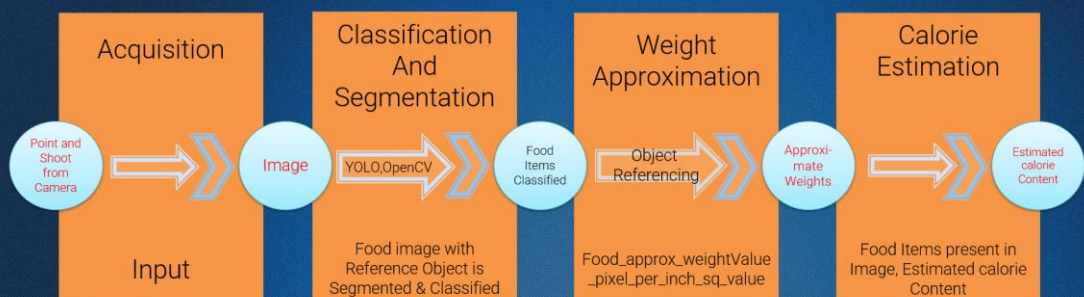 Acquisition
Input
Classification
And
Segmentation
Food image with
Reference Object is
Segmented & Classified
Weight
Approximation
Food_approx_weightValue
_pixel_per_inch_sq_value
Calorie
Estimation
Food Items present in
Image, Estimated calorie
Content
Point and
Shoot
from
Camera
Image
YOLO,OpenCV
Food
Items
Classified
Object
Referencing
Approxi-
mate
Weights
Estimated
calorie
Content